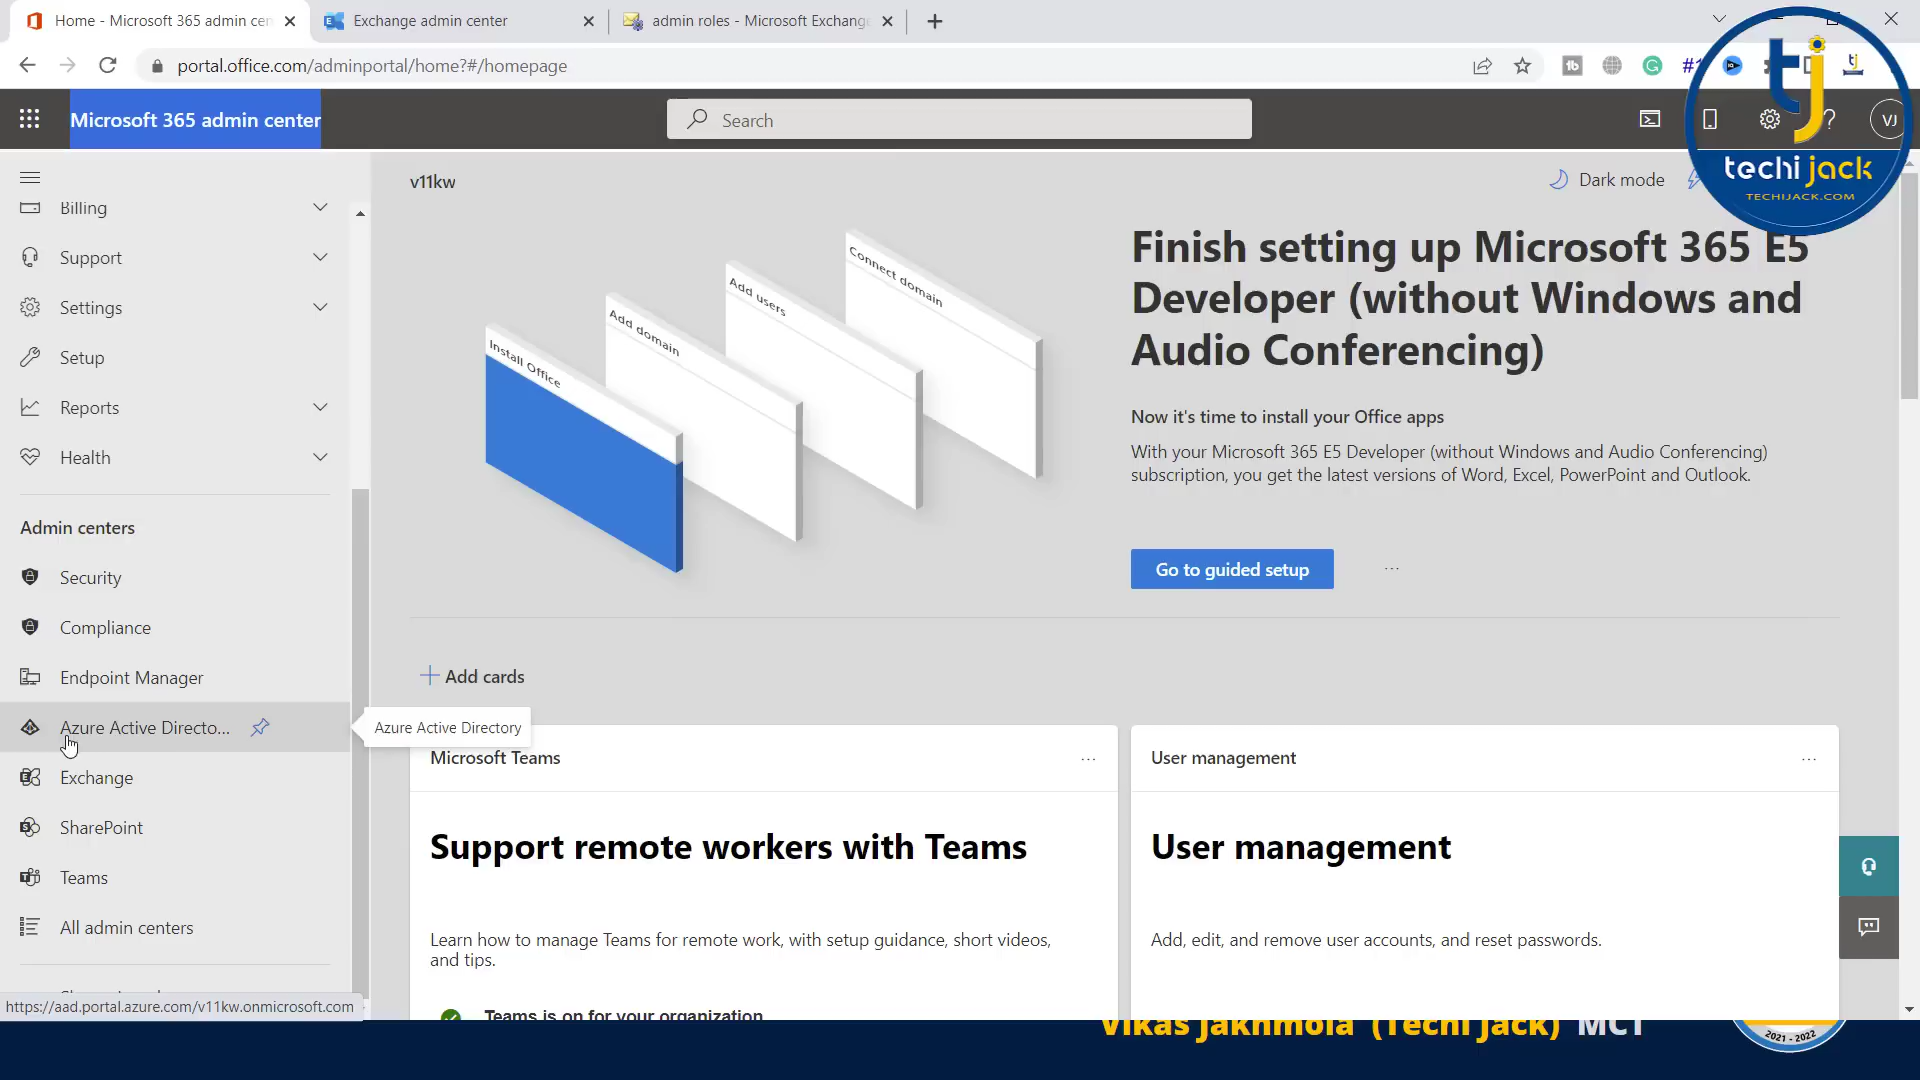 Home - Microsoft 365 admin cen
Exchange admin center
admin roles - Microsoft Exchange
portal.office.com/adminportal/home?#/homepage
Microsoft 365 admin center
Search
VJ
tj
techi jack
TECHIJACK.COM
v11kw
Dark mode
Billing
Support
Settings
Setup
Reports
Health
Admin centers
Security
Compliance
Endpoint Manager
Azure Active Directo...
Azure Active Directory
Exchange
SharePoint
Teams
All admin centers
https://aad.portal.azure.com/v11kw.onmicrosoft.com
Install Office
Add domain
Add users
Connect domain
Finish setting up Microsoft 365 E5
Developer (without Windows and
Audio Conferencing)
Now it's time to install your Office apps
With your Microsoft 365 E5 Developer (without Windows and Audio Conferencing)
subscription, you get the latest versions of Word, Excel, PowerPoint and Outlook.
Go to guided setup
Add cards
Microsoft Teams
Support remote workers with Teams
Learn how to manage Teams for remote work, with setup guidance, short videos,
and tips.
Teams is on for your organization
User management
User management
Add, edit, and remove user accounts, and reset passwords.
Vikas Jakhmola (Techi Jack) MCT
2021 - 2022